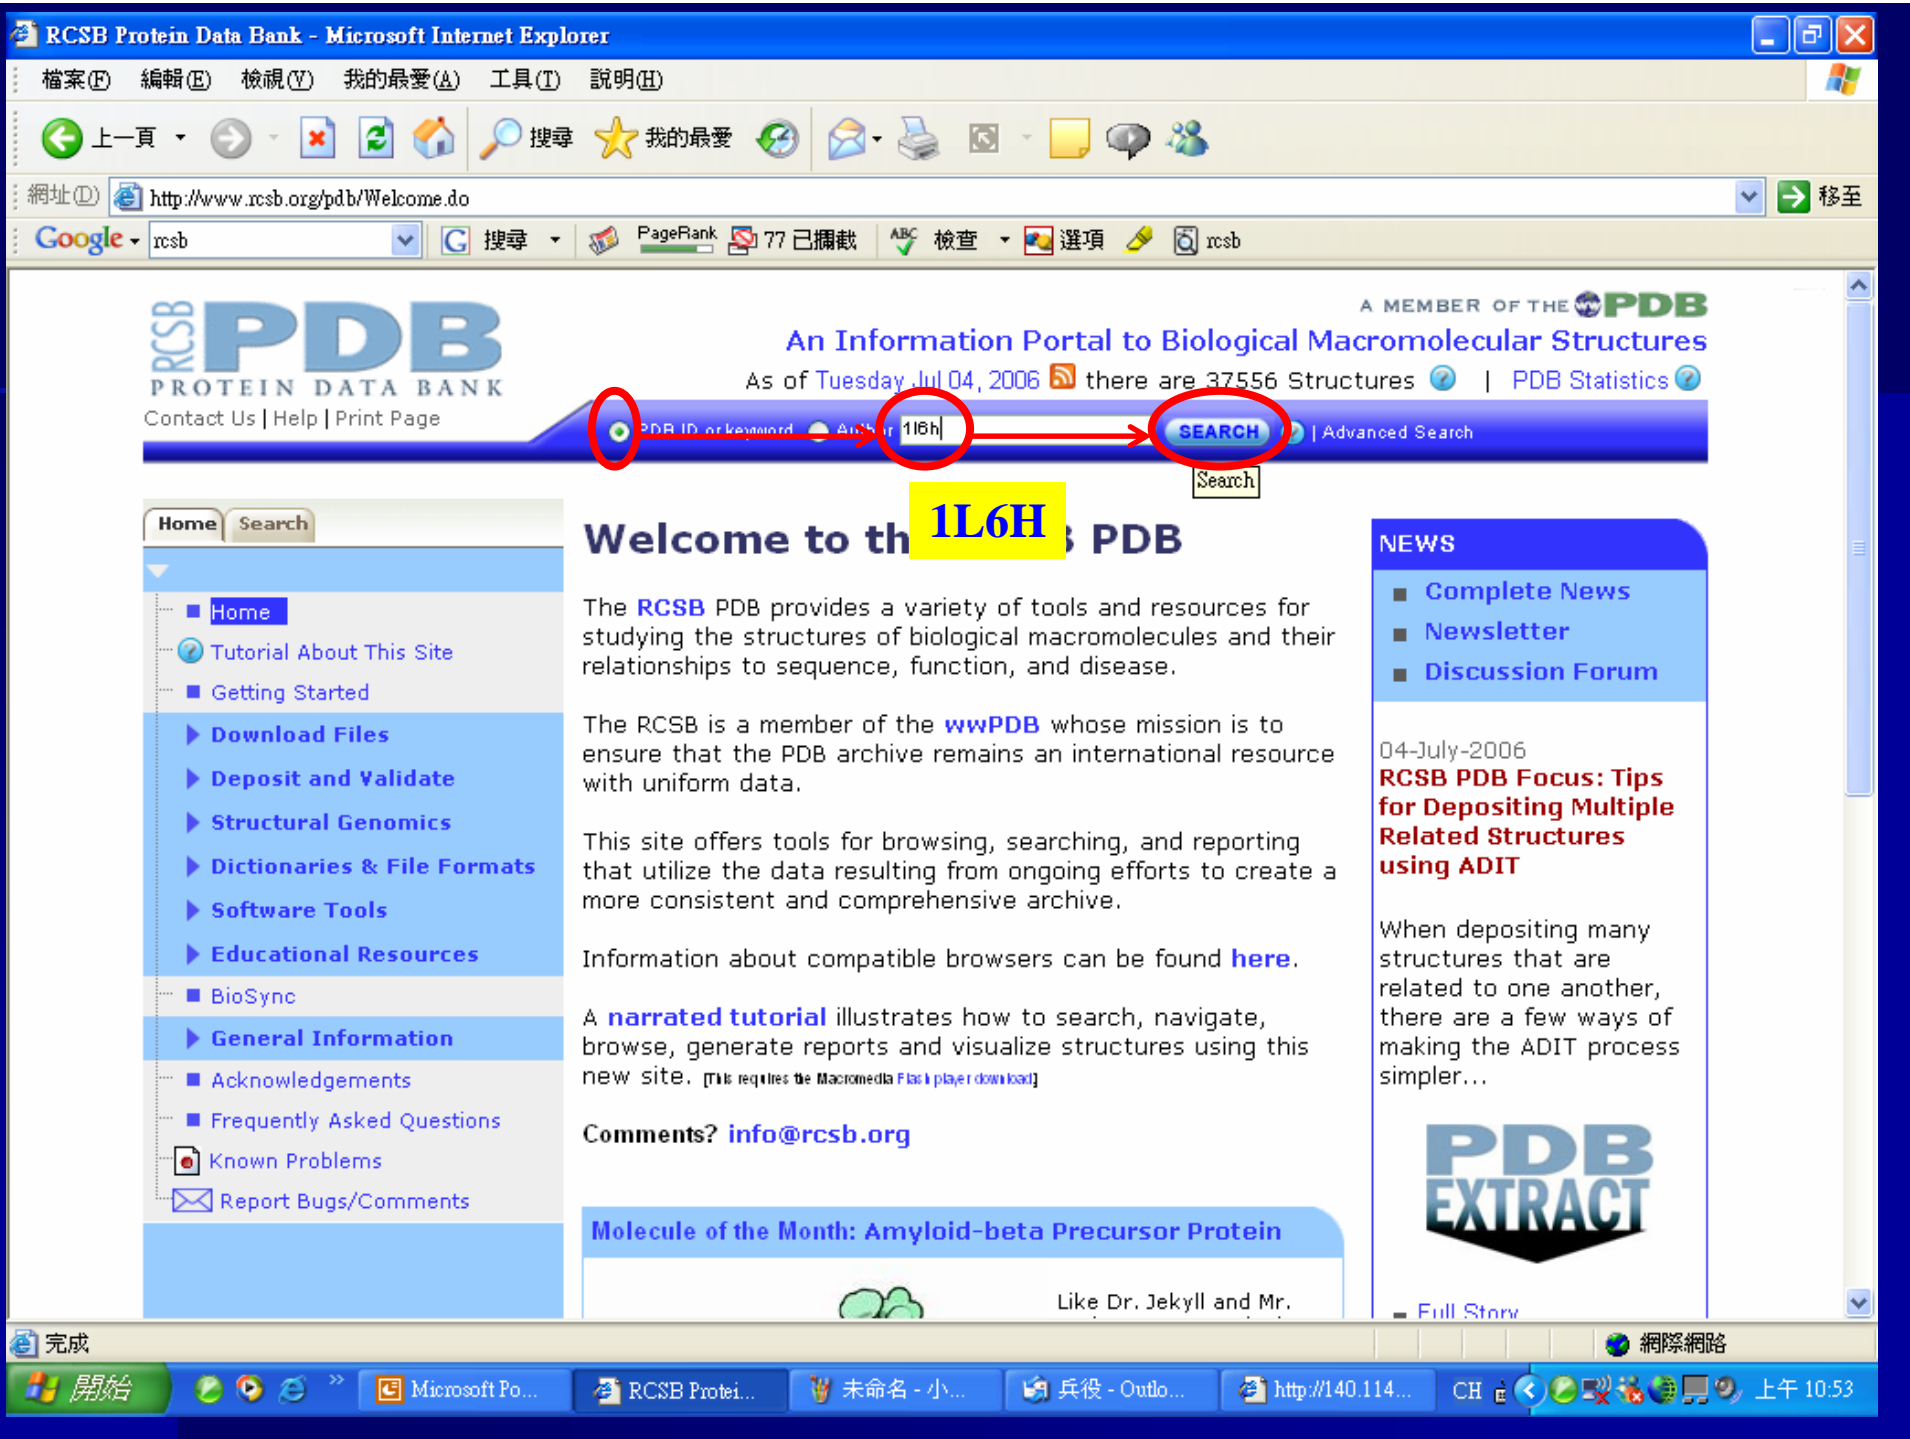 RCSB Protein Data Bank - Microsoft Internet Explorer
檔案(F) 編輯(E) 檢視(V) 我的最愛(A) 工具(T) 說明(H)
上一頁 搜尋 我的最愛
網址(D) http://www.rcsb.org/pdb/Welcome.do 移至
Google rcsb G 搜尋 PageRank 77 已攔截 ABC 檢查 選項 rcsb
RCSB PDB
PROTEIN DATA BANK
A MEMBER OF THE PDB
An Information Portal to Biological Macromolecular Structures
As of Tuesday Jul 04, 2006 there are 37556 Structures ? | PDB Statistics ?
Contact Us | Help | Print Page
PDB ID or keyword Author 1l6h SEARCH ? | Advanced Search
Search
1L6H
Home Search
Welcome to th B PDB
Home
? Tutorial About This Site
Getting Started
Download Files
Deposit and Validate
Structural Genomics
Dictionaries & File Formats
Software Tools
Educational Resources
BioSync
General Information
Acknowledgements
Frequently Asked Questions
Known Problems
Report Bugs/Comments
The RCSB PDB provides a variety of tools and resources for
studying the structures of biological macromolecules and their
relationships to sequence, function, and disease.
The RCSB is a member of the wwPDB whose mission is to
ensure that the PDB archive remains an international resource
with uniform data.
This site offers tools for browsing, searching, and reporting
that utilize the data resulting from ongoing efforts to create a
more consistent and comprehensive archive.
Information about compatible browsers can be found here.
A narrated tutorial illustrates how to search, navigate,
browse, generate reports and visualize structures using this
new site. [This requires the Macromedia Flash player download]
Comments? info@rcsb.org
Molecule of the Month: Amyloid-beta Precursor Protein
Like Dr. Jekyll and Mr.
NEWS
Complete News
Newsletter
Discussion Forum
04-July-2006
RCSB PDB Focus: Tips
for Depositing Multiple
Related Structures
using ADIT
When depositing many
structures that are
related to one another,
there are a few ways of
making the ADIT process
simpler...
PDB
EXTRACT
Full Story
完成 網際網路
開始 Microsoft Po... RCSB Protei... 未命名 - 小... 兵役 - Outlo... http://140.114... CH 上午 10:53